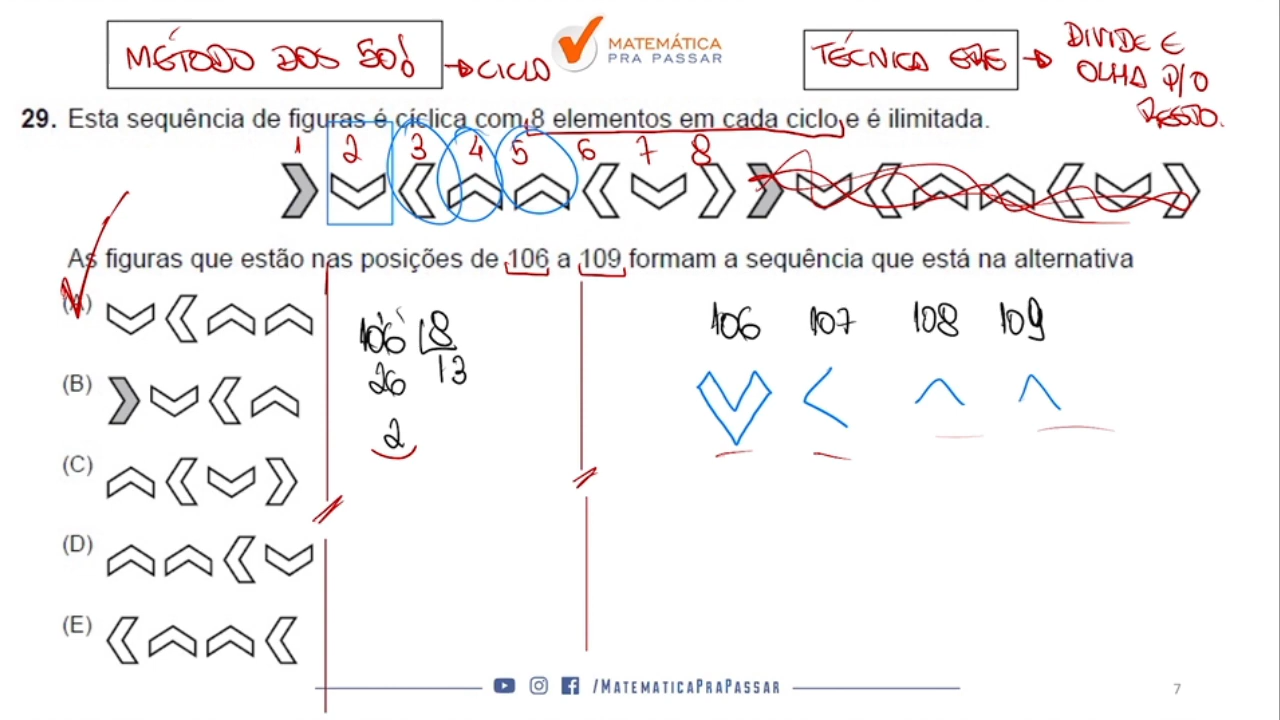 MÉTODO DOS 50!
→ CICLO
MATEMÁTICA
PRA PASSAR
TÉCNICA
→ DIVIDE E
OLHA P/O
RESTO.
29. Esta sequência de figuras é cíclica com 8 elementos em cada ciclo e é ilimitada.
1 2 3 4 5 6 7 8
As figuras que estão nas posições de 106 a 109 formam a sequência que está na alternativa
(A)
(B)
(C)
(D)
(E)
106 8
26 13
2
106 107 108 109
/MATEMATICAPRAPASSAR
7